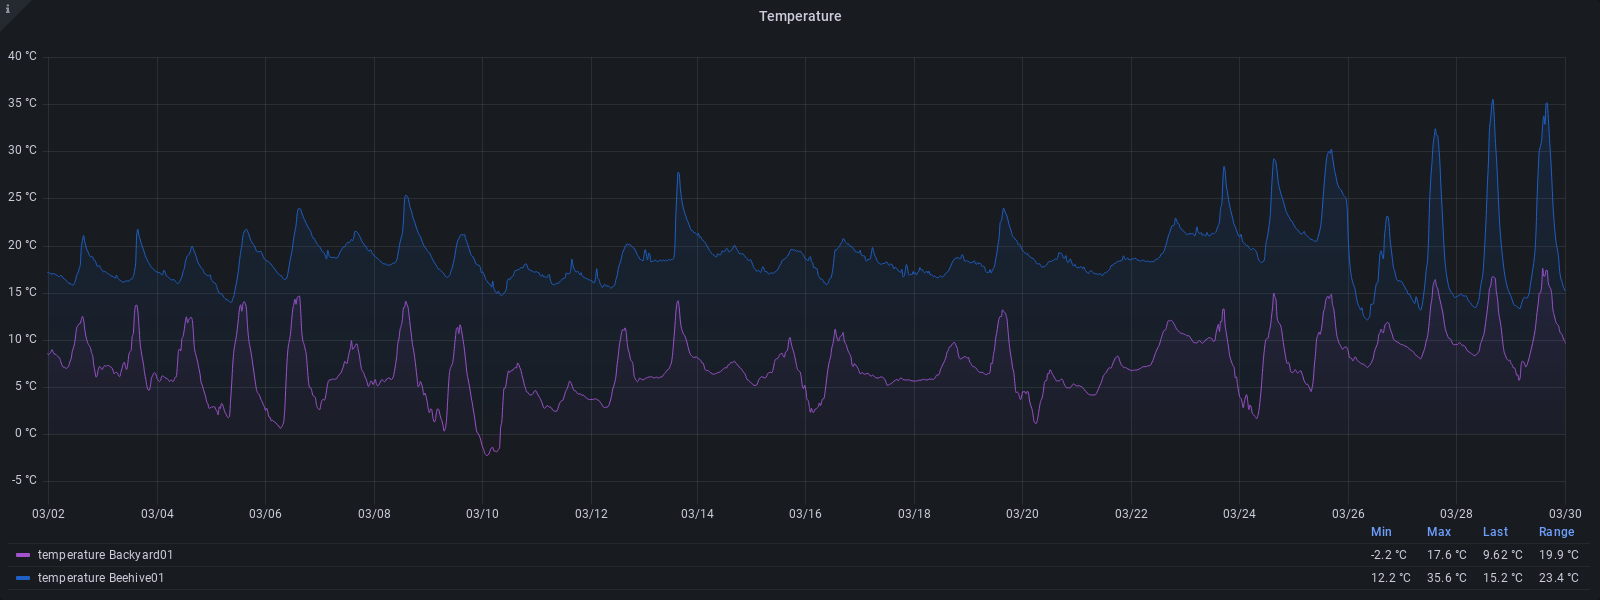 i
Temperature
40 °C
35 °C
30 °C
25 °C
20 °C
15 °C
10 °C
5 °C
0 °C
-5 °C
03/02 03/04 03/06 03/08 03/10 03/12 03/14 03/16 03/18 03/20 03/22 03/24 03/26 03/28 03/30
Min Max Last Range
temperature Backyard01 -2.2 °C 17.6 °C 9.62 °C 19.9 °C
temperature Beehive01 12.2 °C 35.6 °C 15.2 °C 23.4 °C